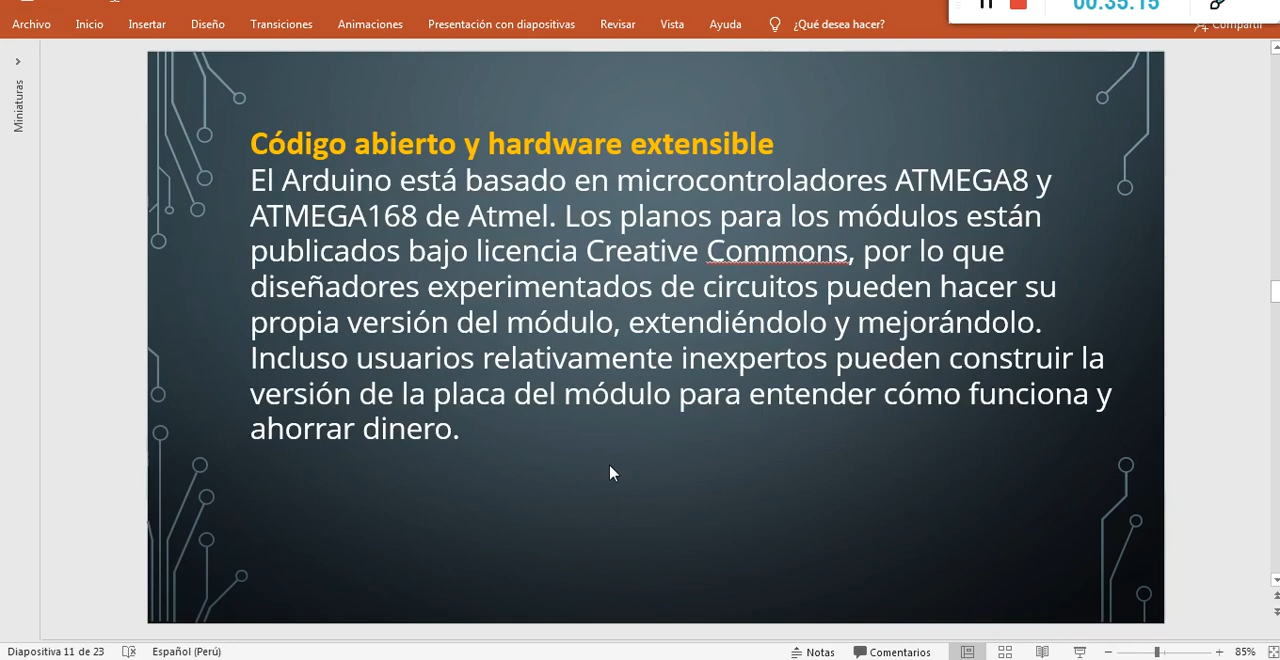 Archivo Inicio Insertar Diseño Transiciones Animaciones Presentación con diapositivas Revisar Vista Ayuda ¿Qué desea hacer?
00:35:15
Compartir
Miniaturas
Código abierto y hardware extensible
El Arduino está basado en microcontroladores ATMEGA8 y
ATMEGA168 de Atmel. Los planos para los módulos están
publicados bajo licencia Creative Commons, por lo que
diseñadores experimentados de circuitos pueden hacer su
propia versión del módulo, extendiéndolo y mejorándolo.
Incluso usuarios relativamente inexpertos pueden construir la
versión de la placa del módulo para entender cómo funciona y
ahorrar dinero.
Diapositiva 11 de 23 Español (Perú) Notas Comentarios 85%